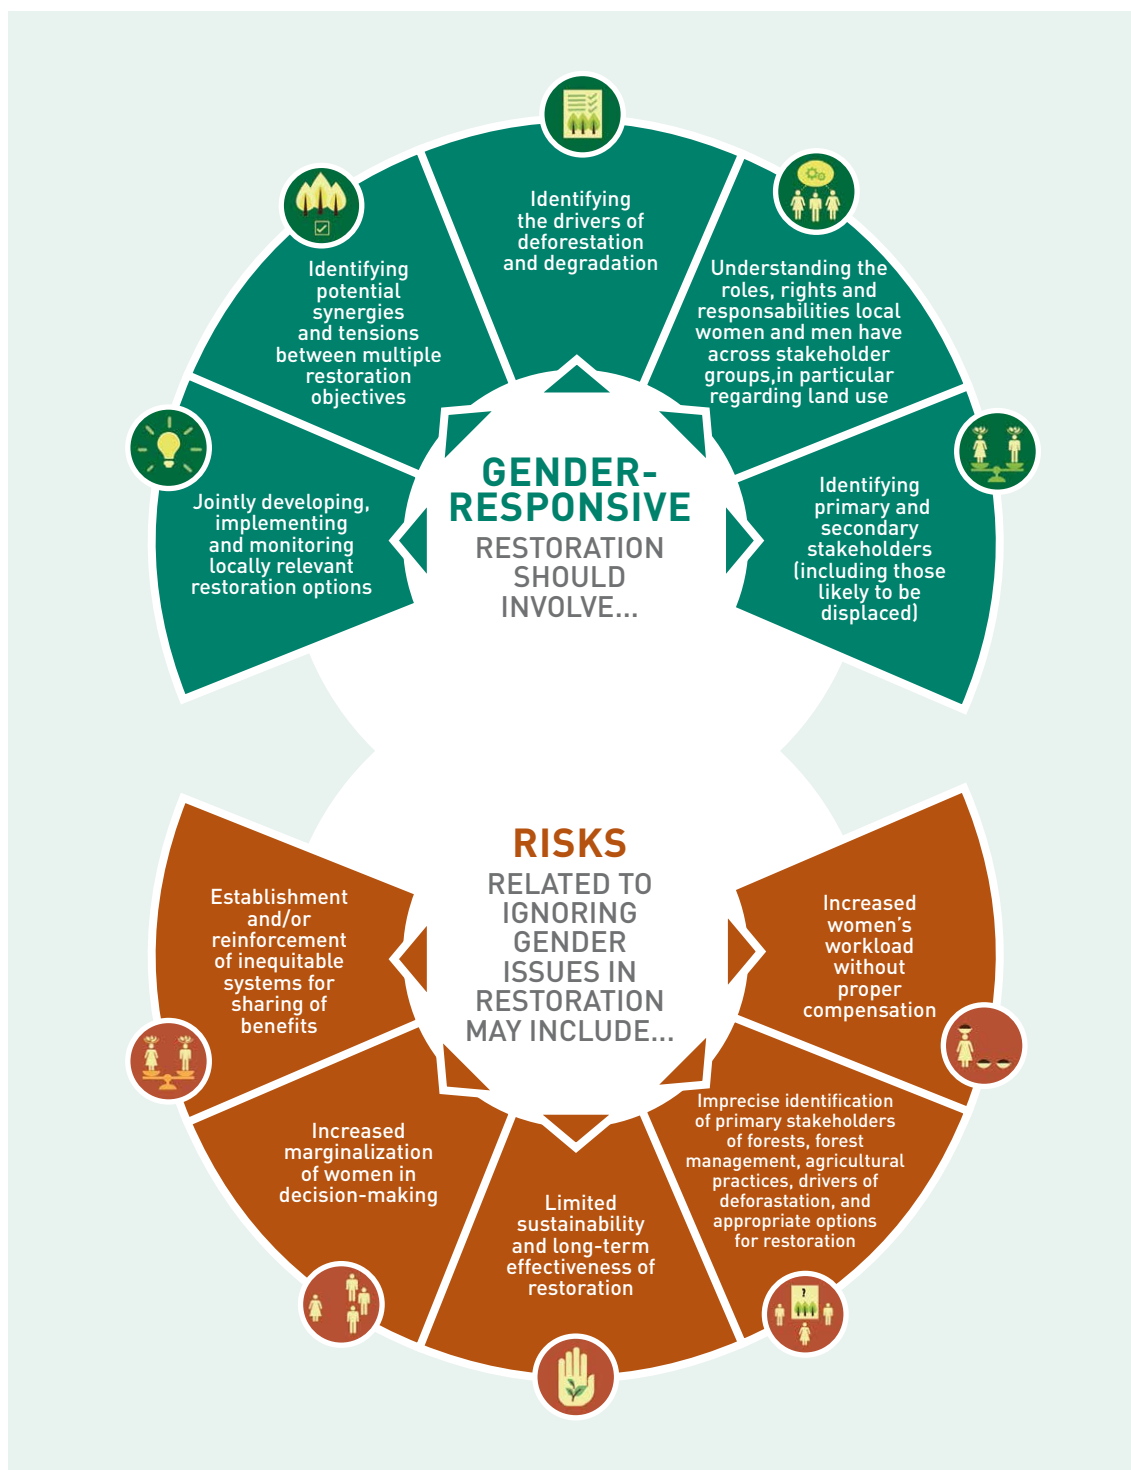 Identifying
the drivers of
deforestation
and degradation
Identifying
potential
synergies
and tensions
between multiple
restoration
objectives
Understanding the
roles, rights and
responsabilities local
women and men have
across stakeholder
groups,in particular
regarding land use
Jointly developing,
implementing
and monitoring
locally relevant
restoration options
GENDER-
RESPONSIVE
RESTORATION
SHOULD
INVOLVE...
Identifying
primary and
secondary
stakeholders
(including those
likely to be
displaced)
RISKS
RELATED TO
IGNORING
GENDER
ISSUES IN
RESTORATION
MAY INCLUDE...
Establishment
and/or
reinforcement
of inequitable
systems for
sharing of
benefits
Increased
women's
workload
without
proper
compensation
Increased
marginalization
of women in
decision-making
Limited
sustainability
and long-term
effectiveness of
restoration
Imprecise identification
of primary stakeholders
of forests, forest
management, agricultural
practices, drivers of
deforastation, and
appropriate options
for restoration
?